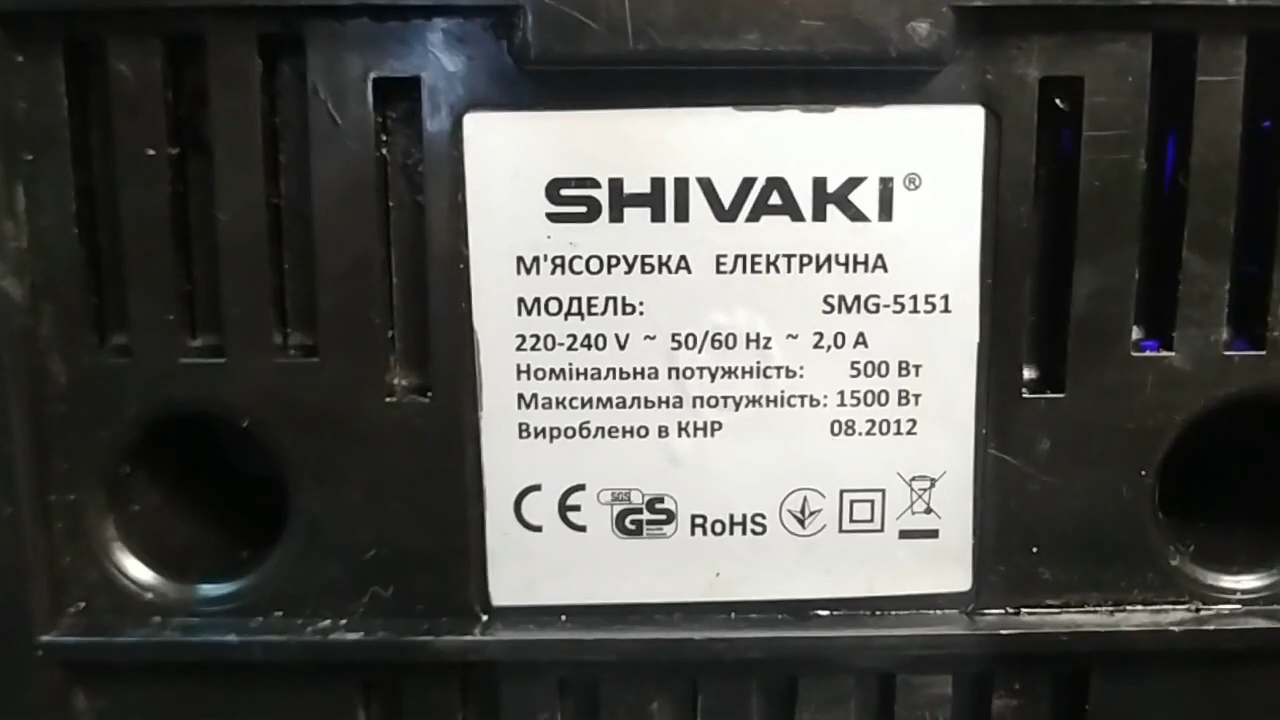 SHIVAKI®
М'ЯСОРУБКА ЕЛЕКТРИЧНА
МОДЕЛЬ: SMG-5151
220-240 V ~ 50/60 Hz ~ 2,0 A
Номінальна потужність: 500 Вт
Максимальна потужність: 1500 Вт
Вироблено в КНР 08.2012
CE SGS GS RoHS